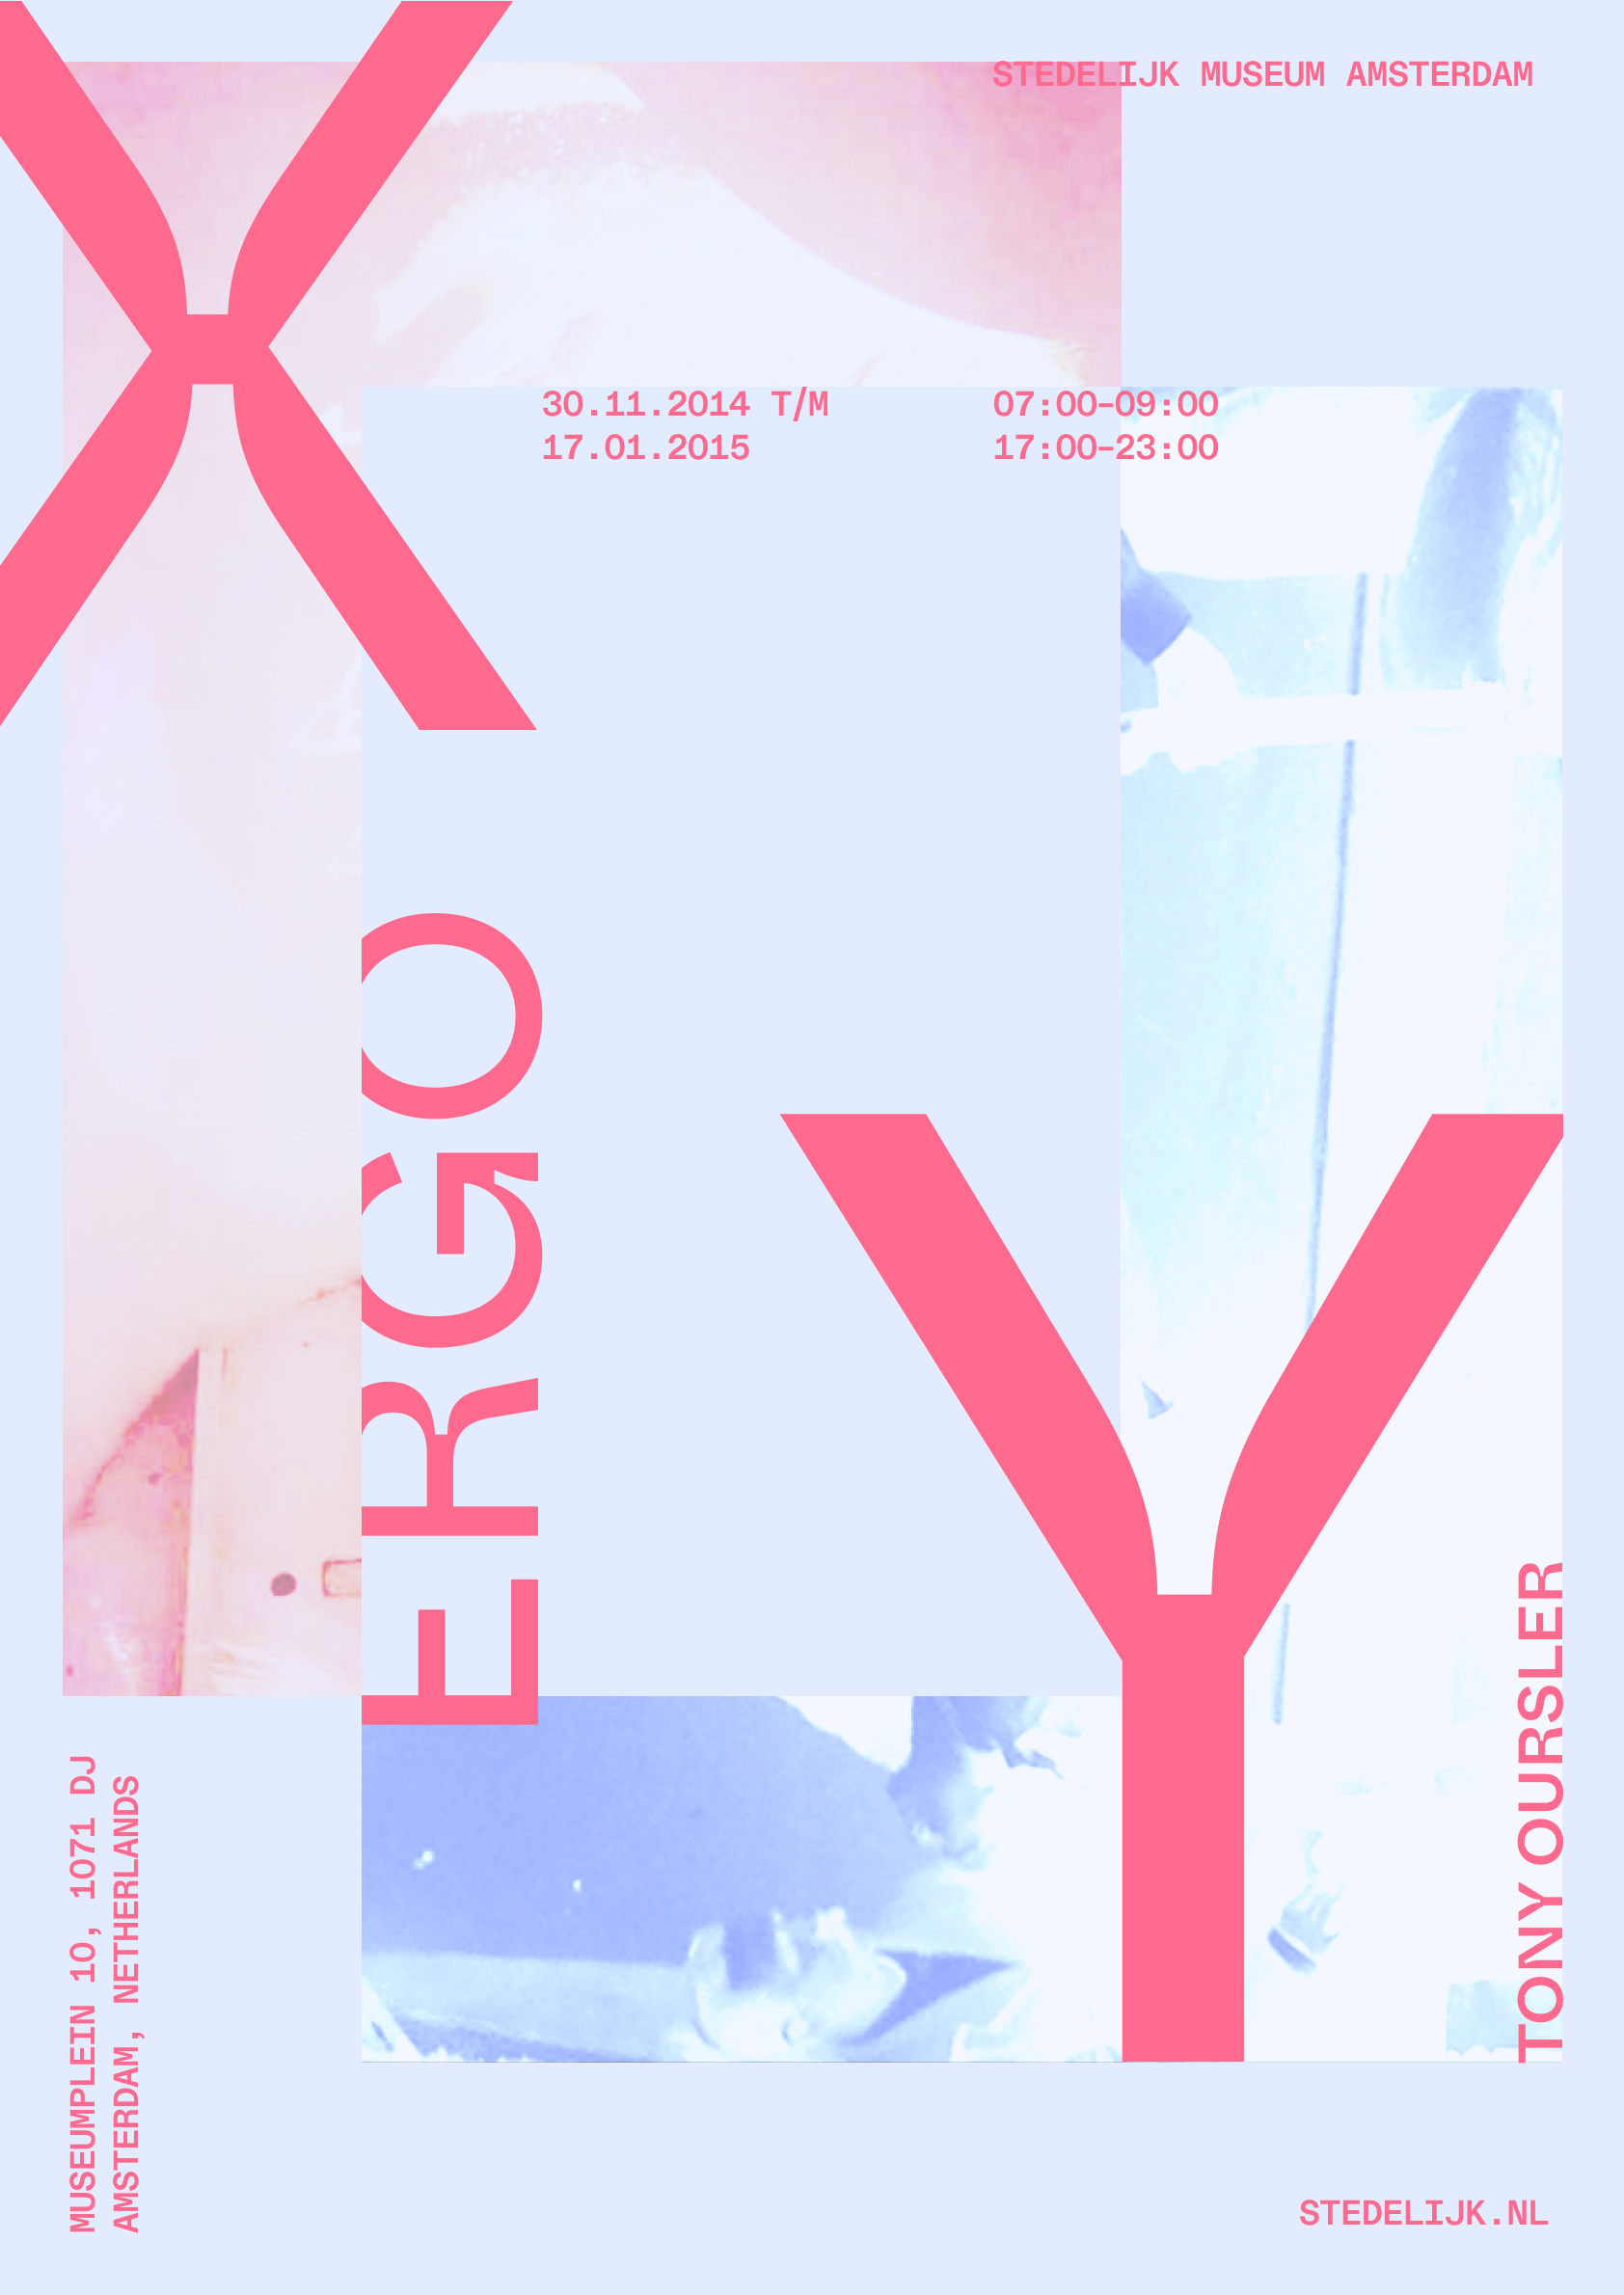 STEDELIJK MUSEUM AMSTERDAM
X
30.11.2014 T/M
17.01.2015
07:00–09:00
17:00–23:00
ERGO
Y
TONY OURSLER
MUSEUMPLEIN 10, 1071 DJ
AMSTERDAM, NETHERLANDS
STEDELIJK.NL